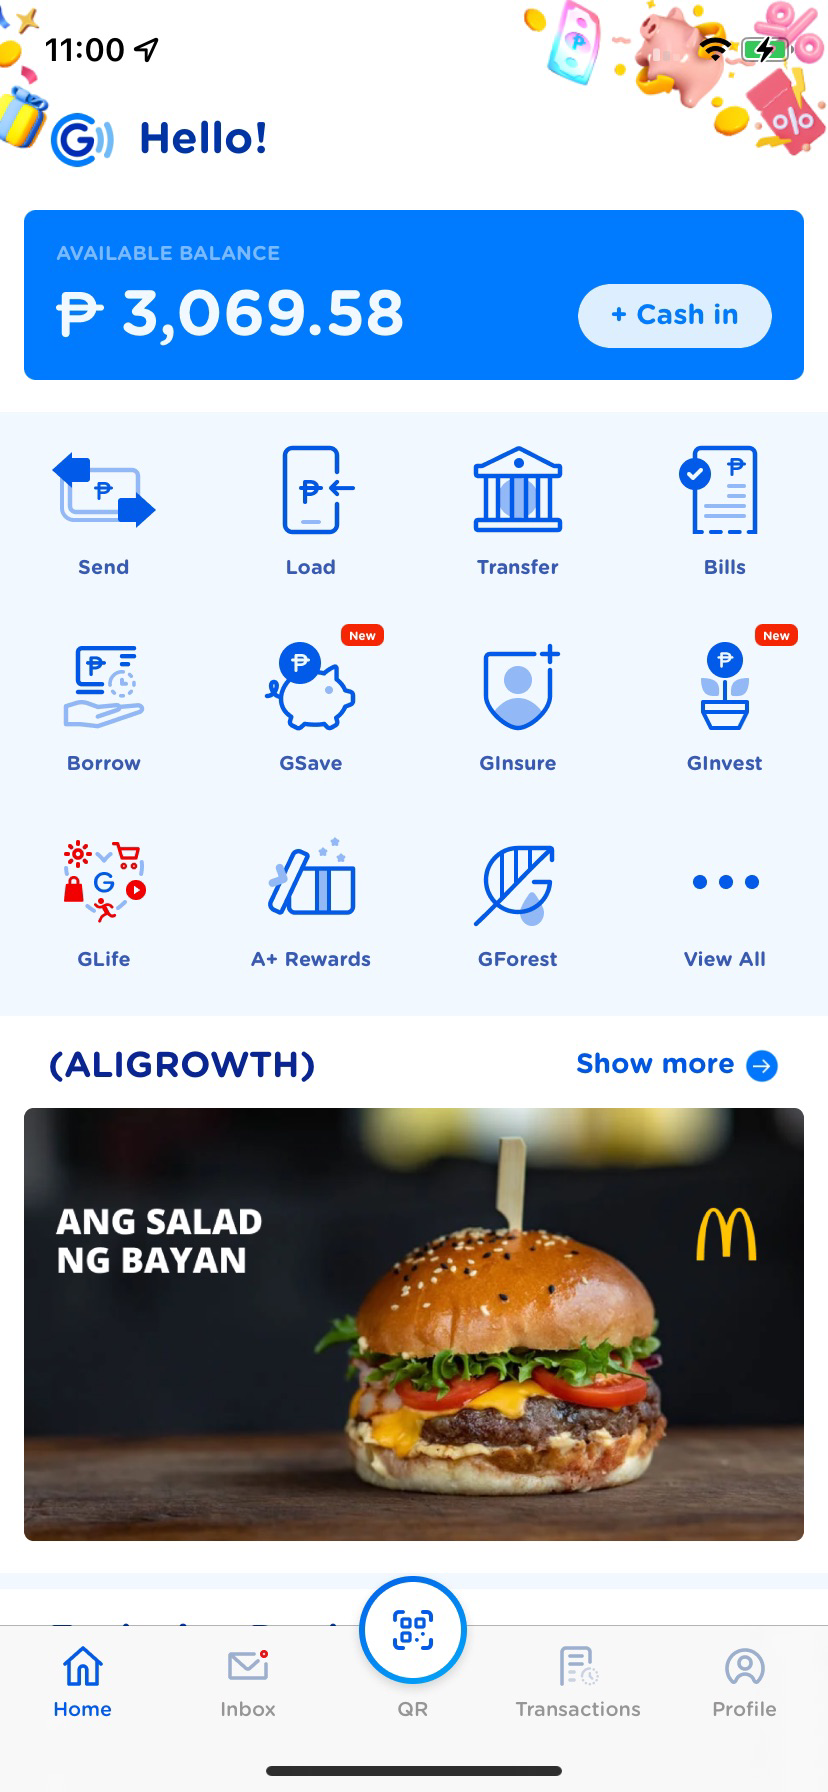 11:00
Hello!
AVAILABLE BALANCE
₱ 3,069.58
+ Cash in
Send
Load
Transfer
Bills
New
New
Borrow
GSave
GInsure
GInvest
GLife
A+ Rewards
GForest
View All
(ALIGROWTH)
Show more
ANG SALAD
NG BAYAN
Home
Inbox
QR
Transactions
Profile